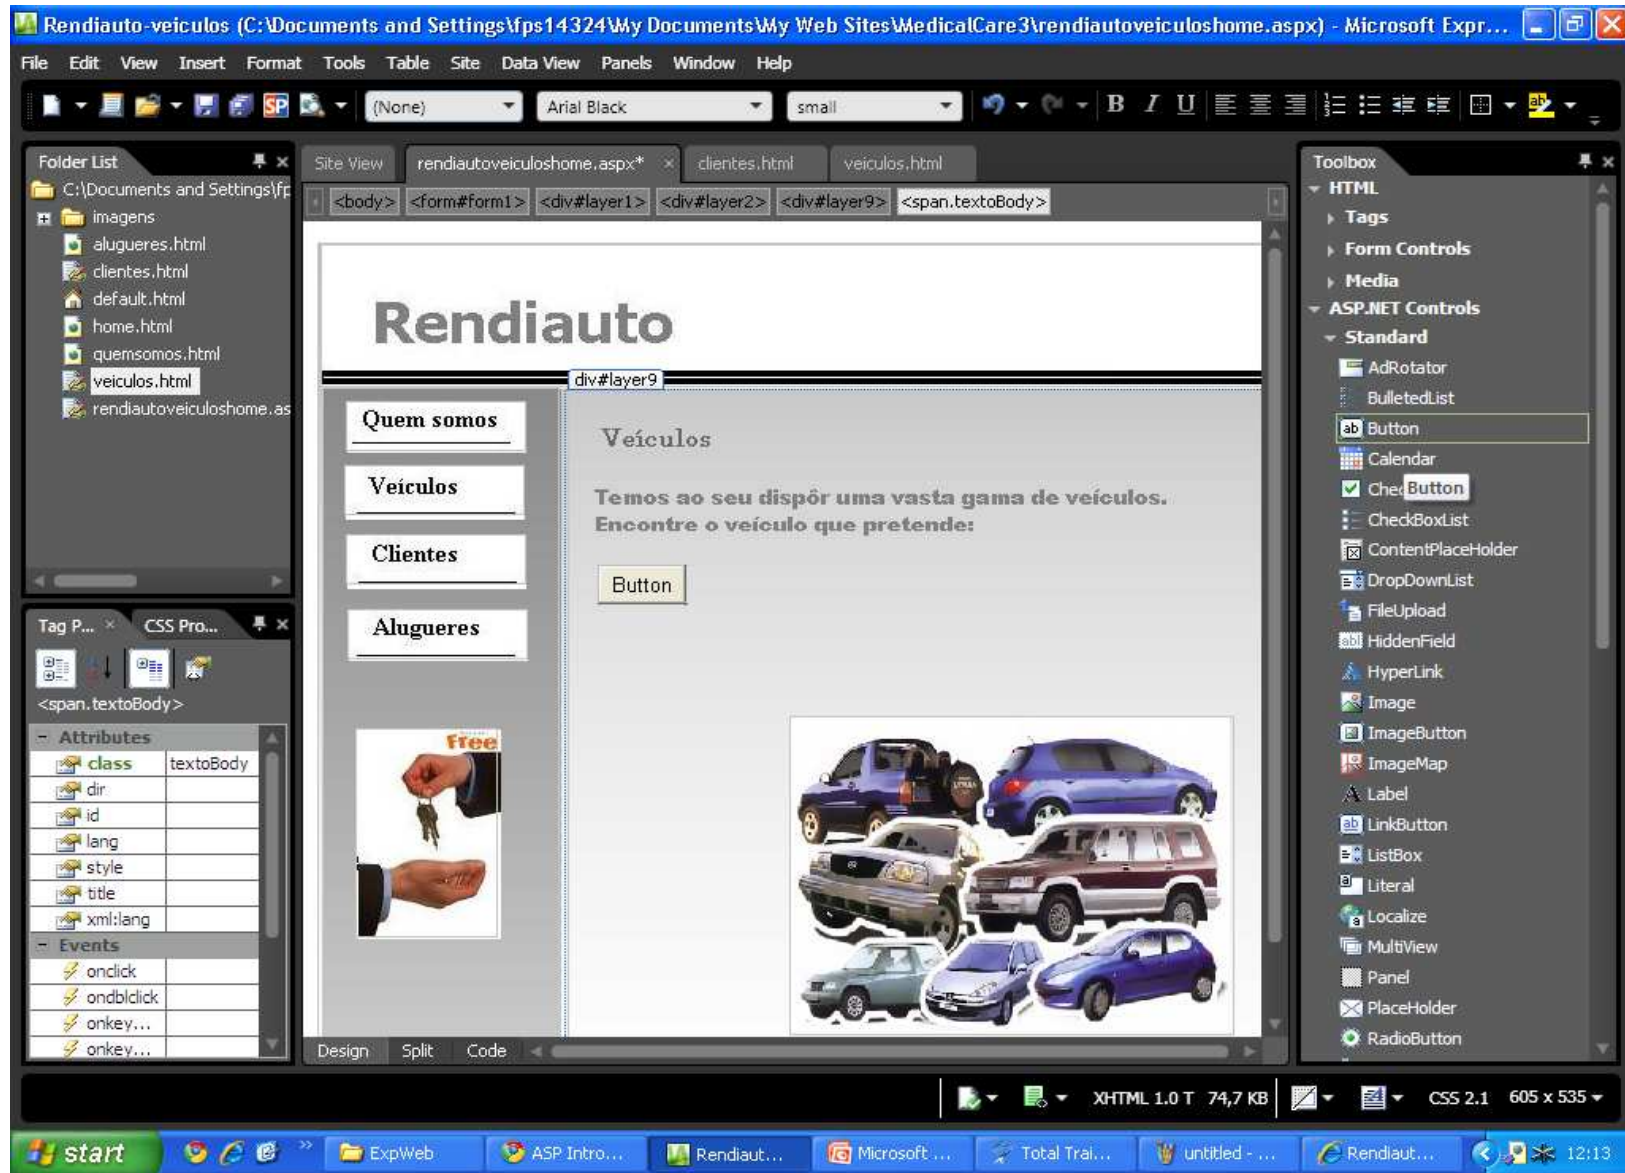 Rendiauto-veiculos (C:\Documents and Settings\fps14324\My Documents\My Web Sites\MedicalCare3\rendiautoveiculoshome.aspx) - Microsoft Expr...
File Edit View Insert Format Tools Table Site Data View Panels Window Help
SP (None) Arial Black small B I U ab
Folder List
C:\Documents and Settings\fp
imagens
alugueres.html
clientes.html
default.html
home.html
quemsomos.html
veiculos.html
rendiautoveiculoshome.as
Tag P... CSS Pro...
<span.textoBody>
Attributes
class textoBody
dir
id
lang
style
title
xml:lang
Events
onclick
ondblclick
onkey...
onkey...
Site View rendiautoveiculoshome.aspx* clientes.html veiculos.html
<body> <form#form1> <div#layer1> <div#layer2> <div#layer9> <span.textoBody>
Rendiauto
div#layer9
Quem somos
Veículos
Clientes
Alugueres
Free
Veículos
Temos ao seu dispôr uma vasta gama de veículos.
Encontre o veículo que pretende:
Button
Design Split Code
Toolbox
HTML
Tags
Form Controls
Media
ASP.NET Controls
Standard
AdRotator
BulletedList
Button
Calendar
Chec
Button
CheckBoxList
ContentPlaceHolder
DropDownList
FileUpload
HiddenField
HyperLink
Image
ImageButton
ImageMap
Label
LinkButton
ListBox
Literal
Localize
MultiView
Panel
PlaceHolder
RadioButton
XHTML 1.0 T 74,7 KB CSS 2.1 605 x 535
start ExpWeb ASP Intro... Rendiaut... Microsoft ... Total Trai... untitled - ... Rendiaut... 12:13